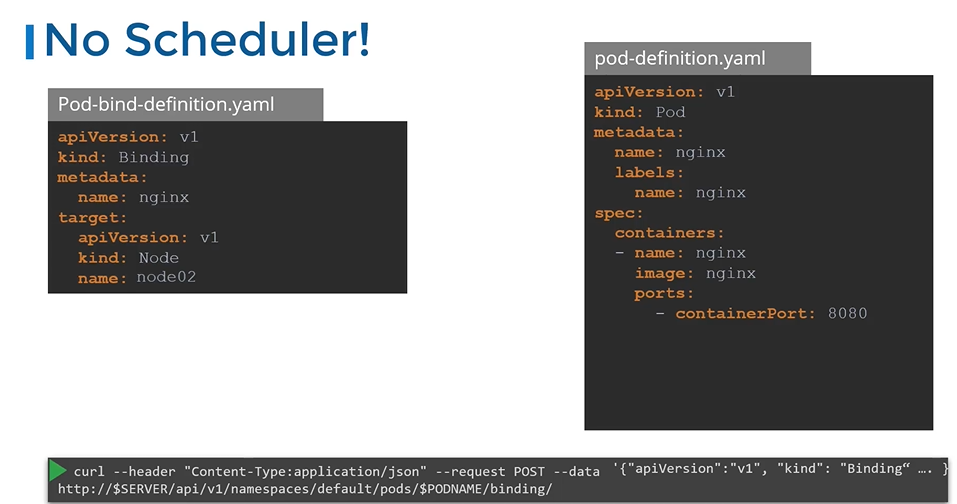 No Scheduler!
Pod-bind-definition.yaml
apiVersion: v1
kind: Binding
metadata:
  name: nginx
target:
  apiVersion: v1
  kind: Node
  name: node02
pod-definition.yaml
apiVersion: v1
kind: Pod
metadata:
  name: nginx
  labels:
    name: nginx
spec:
  containers:
  - name: nginx
    image: nginx
    ports:
      - containerPort: 8080
curl --header "Content-Type:application/json" --request POST --data '{"apiVersion":"v1", "kind": "Binding“ …. }
http://$SERVER/api/v1/namespaces/default/pods/$PODNAME/binding/